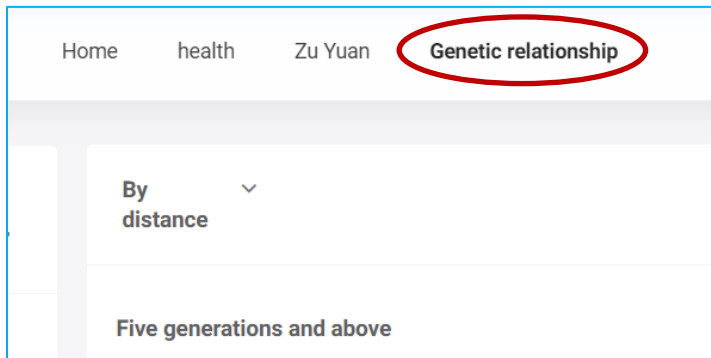 Home health Zu Yuan Genetic relationship
By
distance
Five generations and above